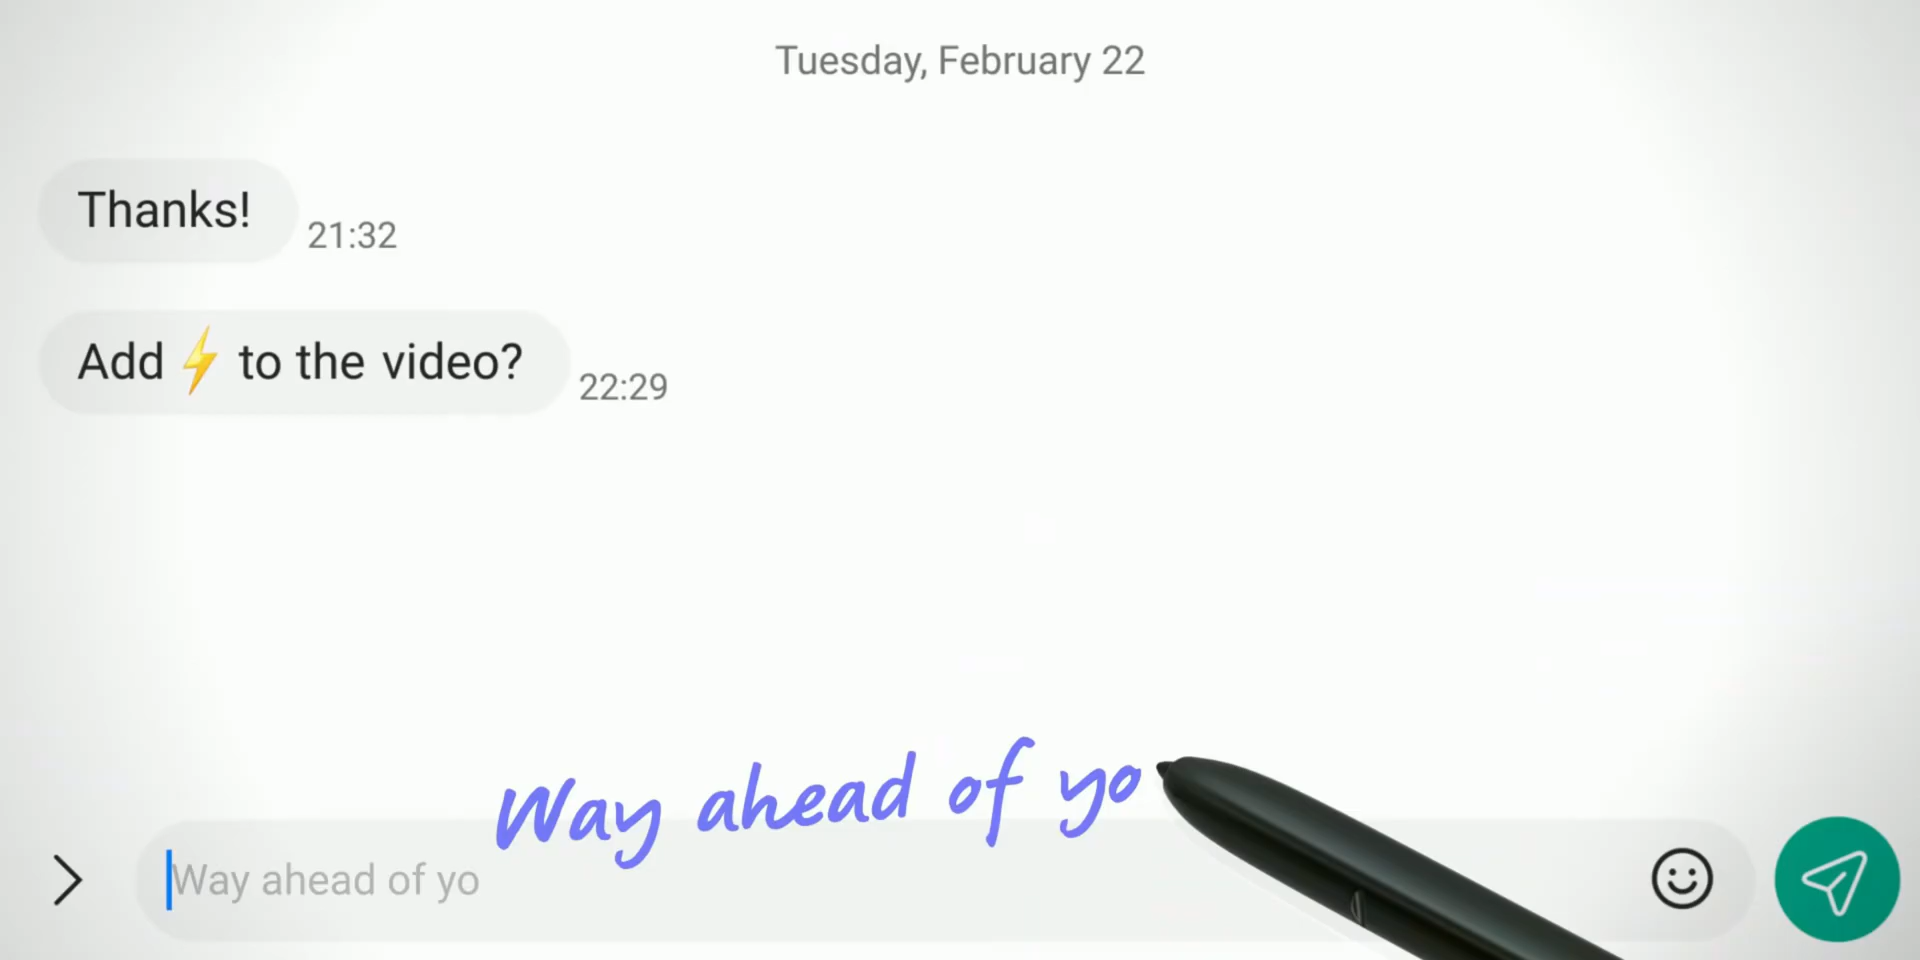 Tuesday, February 22
Thanks!
21:32
Add ⚡ to the video?
22:29
Way ahead of yo
Way ahead of yo